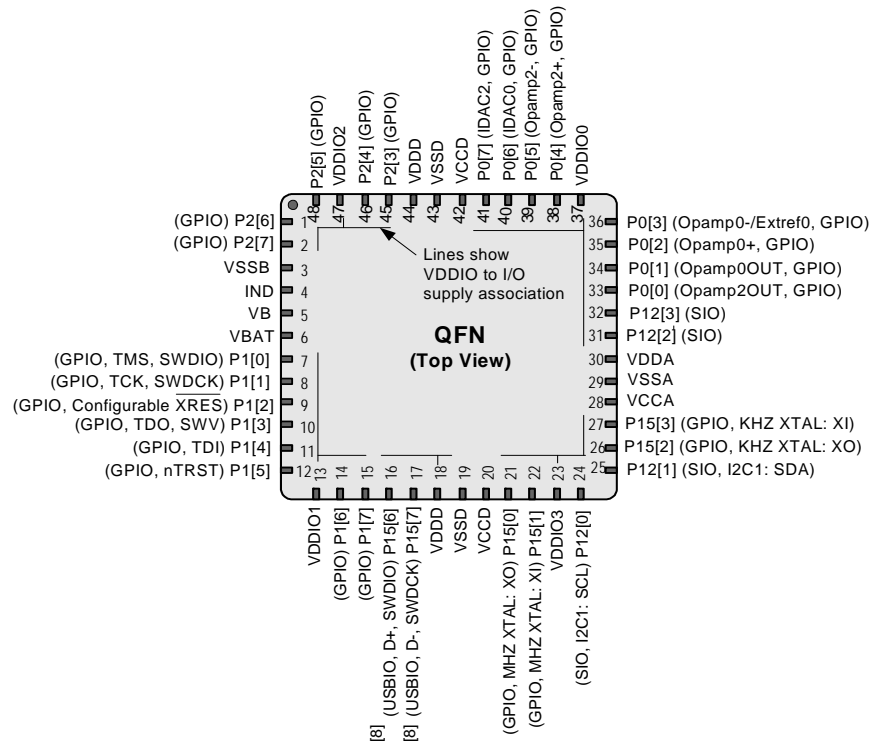 P2[5] (GPIO)
VDDIO2
P2[4] (GPIO)
P2[3] (GPIO)
VDDD
VSSD
VCCD
P0[7] (IDAC2, GPIO)
P0[6] (IDAC0, GPIO)
P0[5] (Opamp2-, GPIO)
P0[4] (Opamp2+, GPIO)
VDDIO0
48
47
46
45
44
43
42
41
40
39
38
37
(GPIO) P2[6]
1
(GPIO) P2[7]
2
VSSB
3
IND
4
VB
5
VBAT
6
(GPIO, TMS, SWDIO) P1[0]
7
(GPIO, TCK, SWDCK) P1[1]
8
(GPIO, Configurable XRES) P1[2]
9
(GPIO, TDO, SWV) P1[3]
10
(GPIO, TDI) P1[4]
11
(GPIO, nTRST) P1[5]
12
Lines show
VDDIO to I/O
supply association
QFN
(Top View)
36
P0[3] (Opamp0-/Extref0, GPIO)
35
P0[2] (Opamp0+, GPIO)
34
P0[1] (Opamp0OUT, GPIO)
33
P0[0] (Opamp2OUT, GPIO)
32
P12[3] (SIO)
31
P12[2] (SIO)
30
VDDA
29
VSSA
28
VCCA
27
P15[3] (GPIO, KHZ XTAL: XI)
26
P15[2] (GPIO, KHZ XTAL: XO)
25
P12[1] (SIO, I2C1: SDA)
13
14
15
16
17
18
19
20
21
22
23
24
VDDIO1
(GPIO) P1[6]
(GPIO) P1[7]
[8] (USBIO, D+, SWDIO) P15[6]
[8] (USBIO, D-, SWDCK) P15[7]
VDDD
VSSD
VCCD
(GPIO, MHZ XTAL: XO) P15[0]
(GPIO, MHZ XTAL: XI) P15[1]
VDDIO3
(SIO, I2C1: SCL) P12[0]